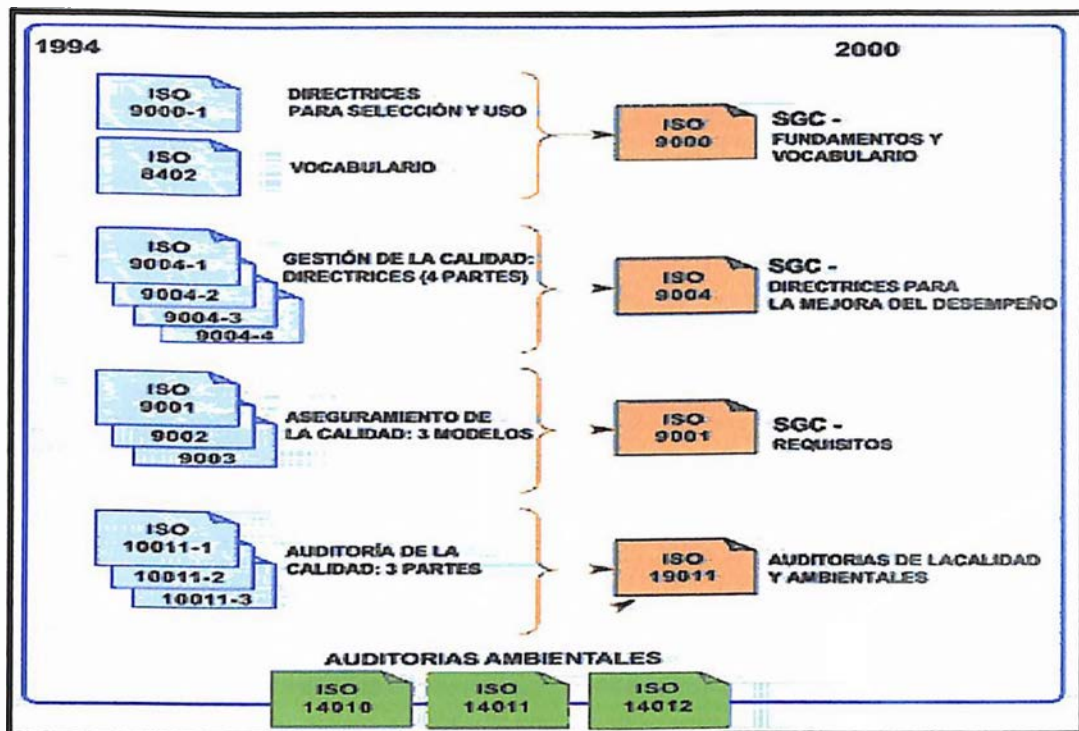 1994
2000
ISO
9000-1
DIRECTRICES
PARA SELECCIÓN Y USO
ISO
8402
VOCABULARIO
ISO
9000
SGC -
FUNDAMENTOS Y
VOCABULARIO
ISO
9004-1
9004-2
9004-3
9004-4
GESTIÓN DE LA CALIDAD:
DIRECTRICES (4 PARTES)
ISO
9004
SGC -
DIRECTRICES PARA
LA MEJORA DEL DESEMPEÑO
ISO
9001
9002
9003
ASEGURAMIENTO DE
LA CALIDAD: 3 MODELOS
ISO
9001
SGC -
REQUISITOS
ISO
10011-1
10011-2
10011-3
AUDITORÍA DE LA
CALIDAD: 3 PARTES
ISO
19011
AUDITORIAS DE LACALIDAD
Y AMBIENTALES
AUDITORIAS AMBIENTALES
ISO
14010
ISO
14011
ISO
14012